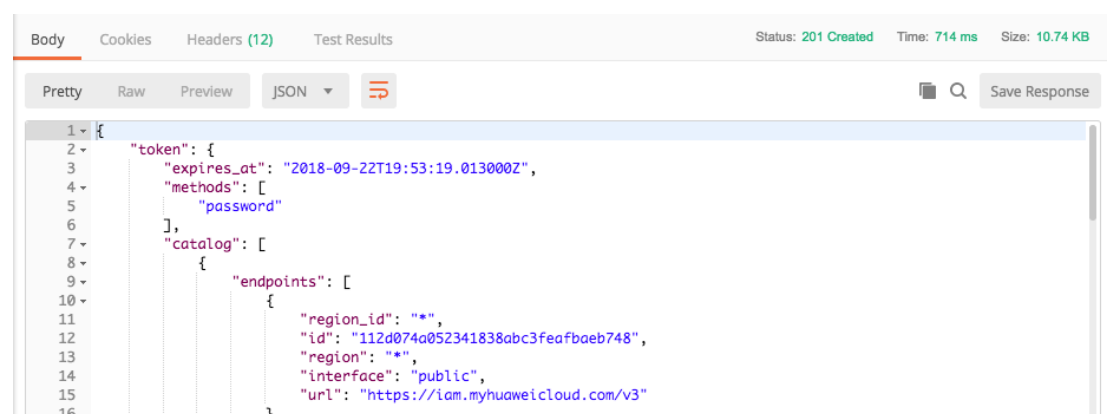 Body Cookies Headers (12) Test Results Status: 201 Created Time: 714 ms Size: 10.74 KB
Pretty Raw Preview JSON Save Response
1 {
2 "token": {
3 "expires_at": "2018-09-22T19:53:19.013000Z",
4 "methods": [
5 "password"
6 ],
7 "catalog": [
8 {
9 "endpoints": [
10 {
11 "region_id": "*",
12 "id": "112d074a052341838abc3feafbaeb748",
13 "region": "*",
14 "interface": "public",
15 "url": "https://iam.myhuaweicloud.com/v3"
16 }